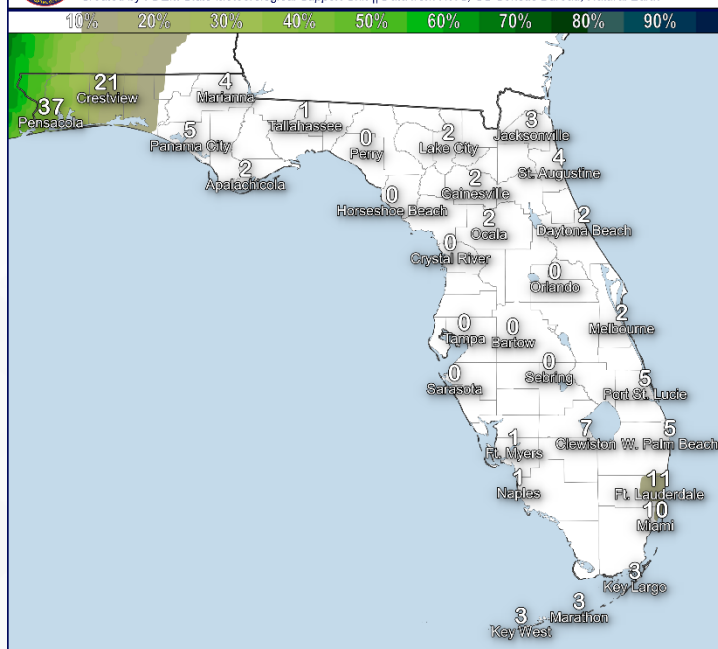 10% 20% 30% 40% 50% 60% 70% 80% 90%
21
Crestview
4
Marianna
37
Pensacola
1
Tallahassee
3
Jacksonville
5
Panama City
0
Perry
2
Lake City
4
St. Augustine
2
Apalachicola
2
Gainesville
0
Horseshoe Beach
2
Ocala
2
Daytona Beach
0
Crystal River
0
Orlando
2
Melbourne
0
Tampa
0
Bartow
0
Sarasota
0
Sebring
5
Port St. Lucie
1
Ft. Myers
7
Clewiston
5
W. Palm Beach
1
Naples
11
Ft. Lauderdale
10
Miami
3
Key Largo
3
Marathon
3
Key West